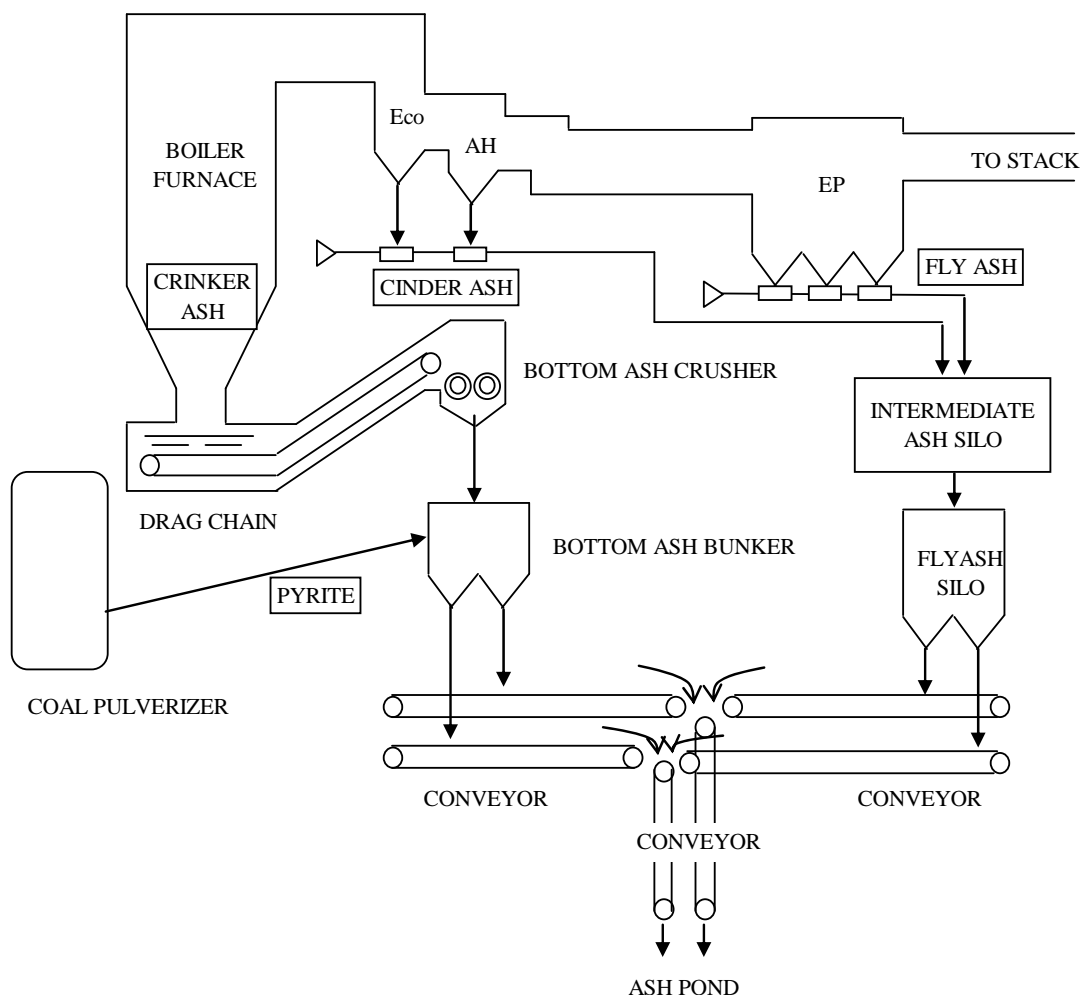 Eco
AH
BOILER
FURNACE
TO STACK
EP
CRINKER
ASH
CINDER ASH
FLY ASH
BOTTOM ASH CRUSHER
INTERMEDIATE
ASH SILO
DRAG CHAIN
BOTTOM ASH BUNKER
FLYASH
SILO
PYRITE
COAL PULVERIZER
CONVEYOR
CONVEYOR
CONVEYOR
ASH POND